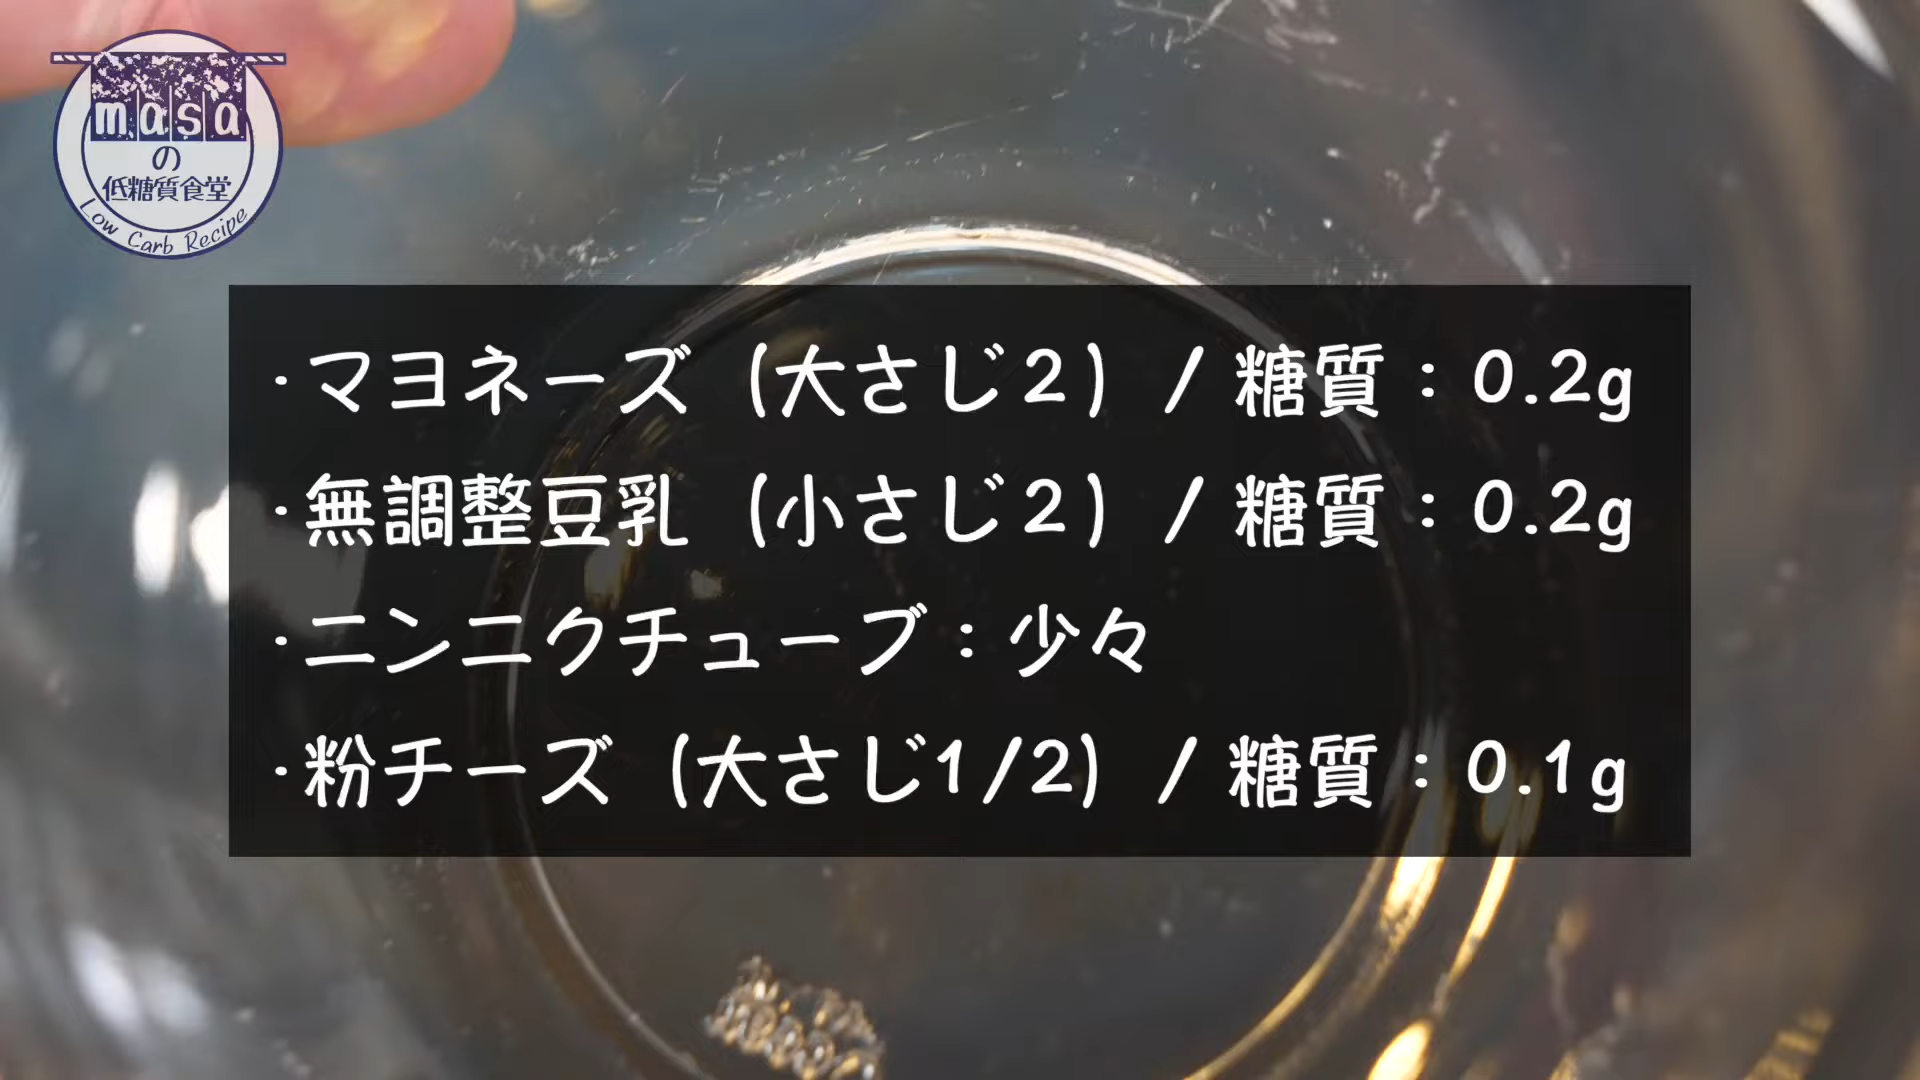 masa
の
低糖質食堂
Low Carb Recipe
・マヨネーズ（大さじ２）/ 糖質：0.2g
・無調整豆乳（小さじ２）/ 糖質：0.2g
・ニンニクチューブ：少々
・粉チーズ（大さじ1/2）/ 糖質：0.1g